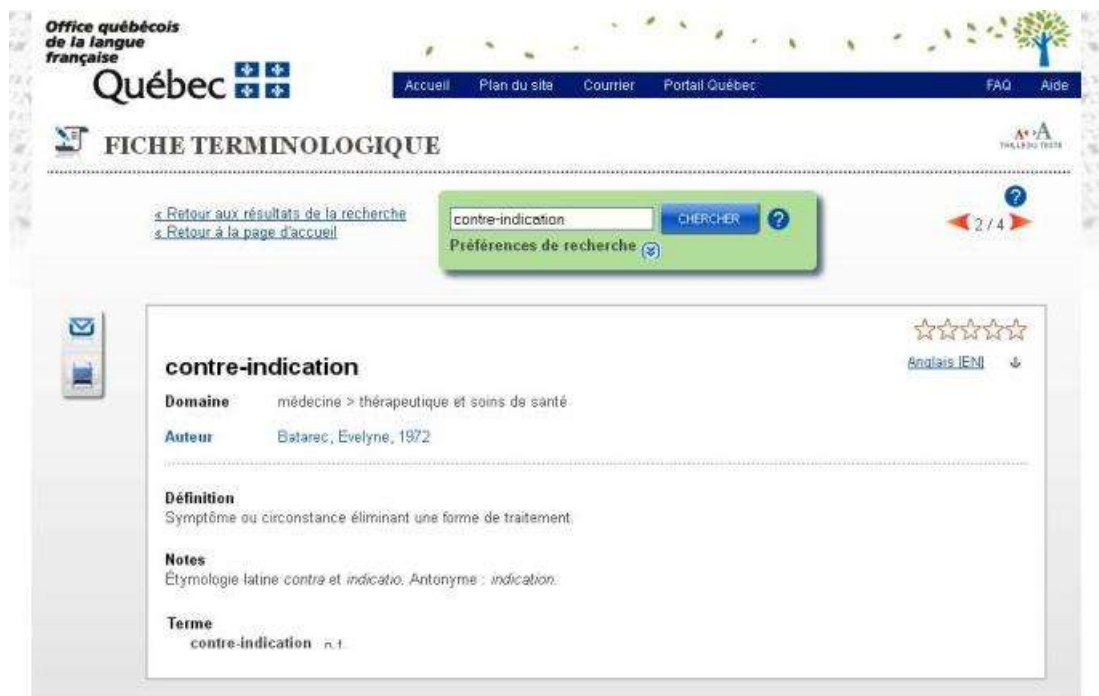 Office québécois
de la langue
française
Québec
Accueil Plan du site Courrier Portail Québec FAQ Aide
FICHE TERMINOLOGIQUE
TAILLE DU TEXTE
« Retour aux résultats de la recherche
« Retour à la page d'accueil
contre-indication CHERCHER ?
Préférences de recherche
?
2 / 4
contre-indication
Anglais [EN]
Domaine médecine > thérapeutique et soins de santé
Auteur Batarec, Evelyne, 1972
Définition
Symptôme ou circonstance éliminant une forme de traitement.
Notes
Étymologie latine contra et indicatio. Antonyme : indication.
Terme
contre-indication n. f.